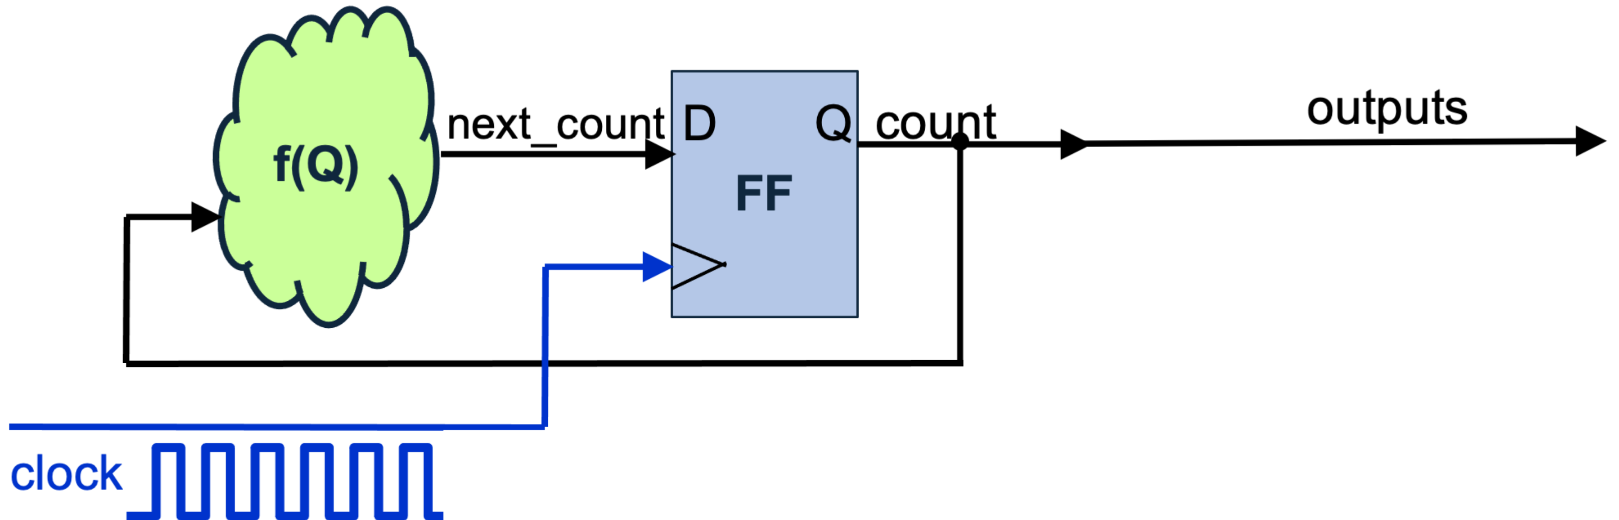 outputs
next_count
D
Q
count
f(Q)
FF
clock